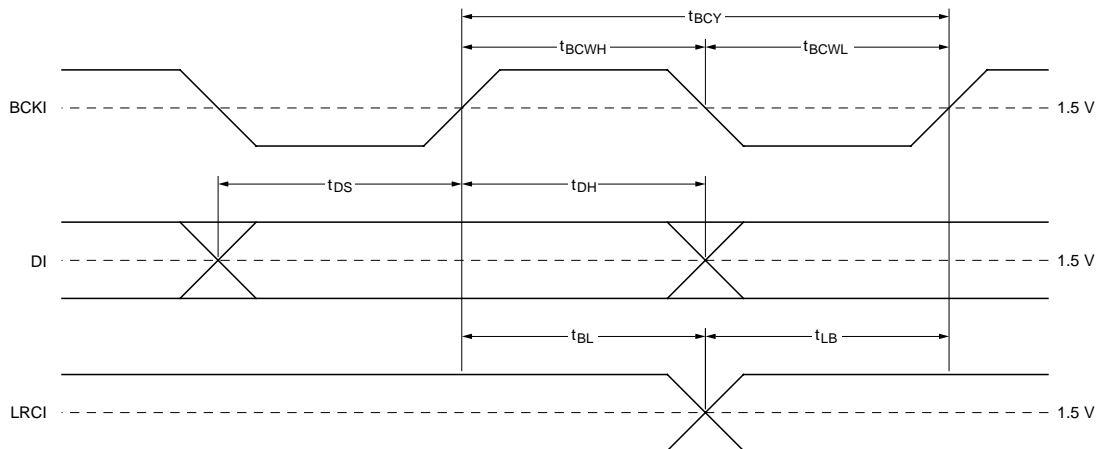 tBCY
tBCWH tBCWL
BCKI 1.5 V
tDS tDH
DI 1.5 V
tBL tLB
LRCI 1.5 V